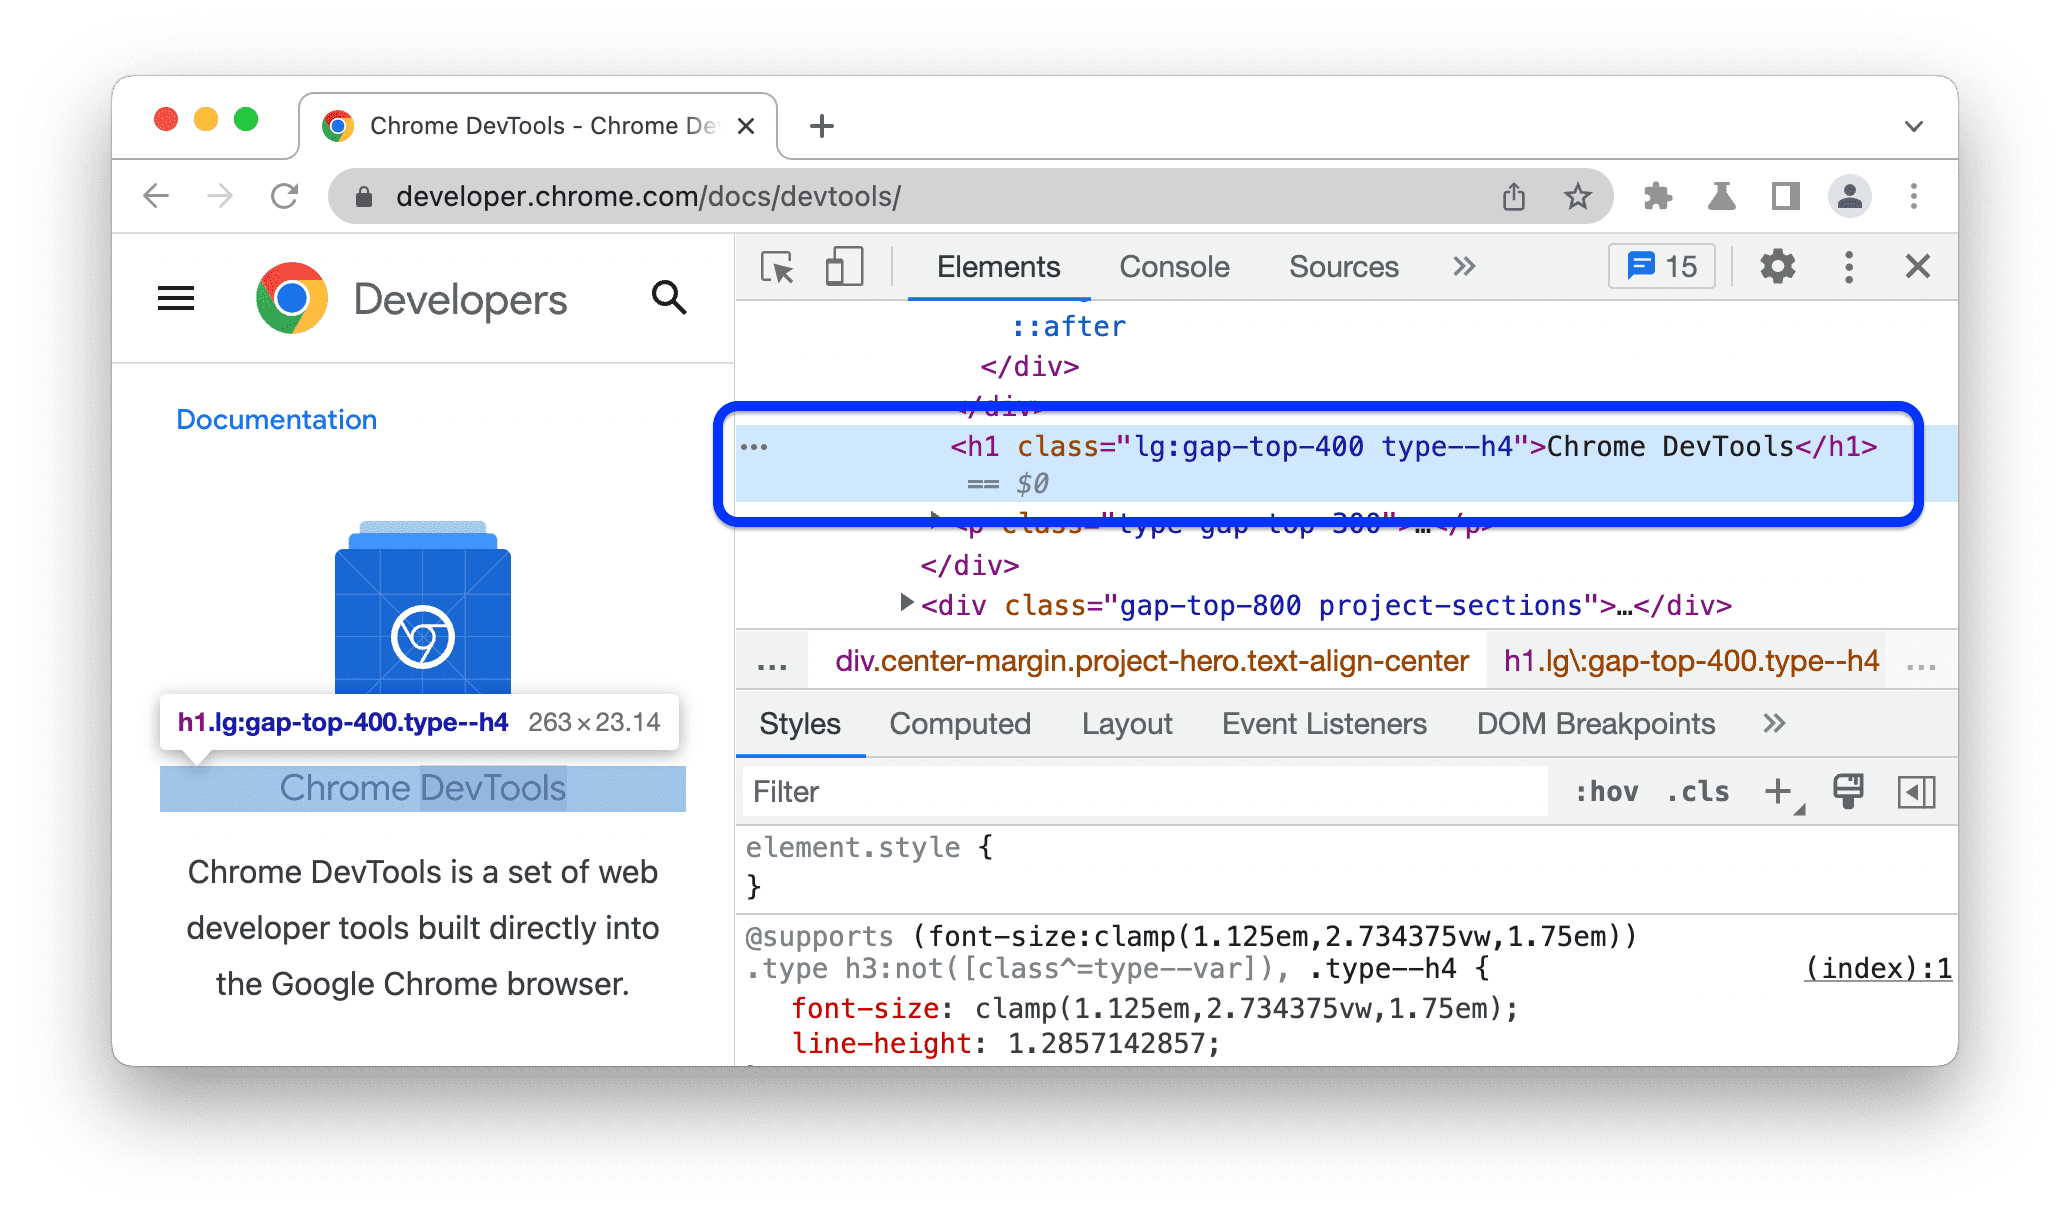 Chrome DevTools - Chrome De
developer.chrome.com/docs/devtools/
Developers
Documentation
h1.lg:gap-top-400.type--h4 263 × 23.14
Chrome DevTools
Chrome DevTools is a set of web
developer tools built directly into
the Google Chrome browser.
Elements Console Sources » 15
::after
</div>
</div>
… <h1 class="lg:gap-top-400 type--h4">Chrome DevTools</h1>
== $0
<p class="type gap-top-300">…</p>
</div>
<div class="gap-top-800 project-sections">…</div>
… div.center-margin.project-hero.text-align-center h1.lg\:gap-top-400.type--h4 …
Styles Computed Layout Event Listeners DOM Breakpoints »
Filter :hov .cls
element.style {
}
@supports (font-size:clamp(1.125em,2.734375vw,1.75em))
.type h3:not([class^=type--var]), .type--h4 { (index):1
font-size: clamp(1.125em,2.734375vw,1.75em);
line-height: 1.2857142857;